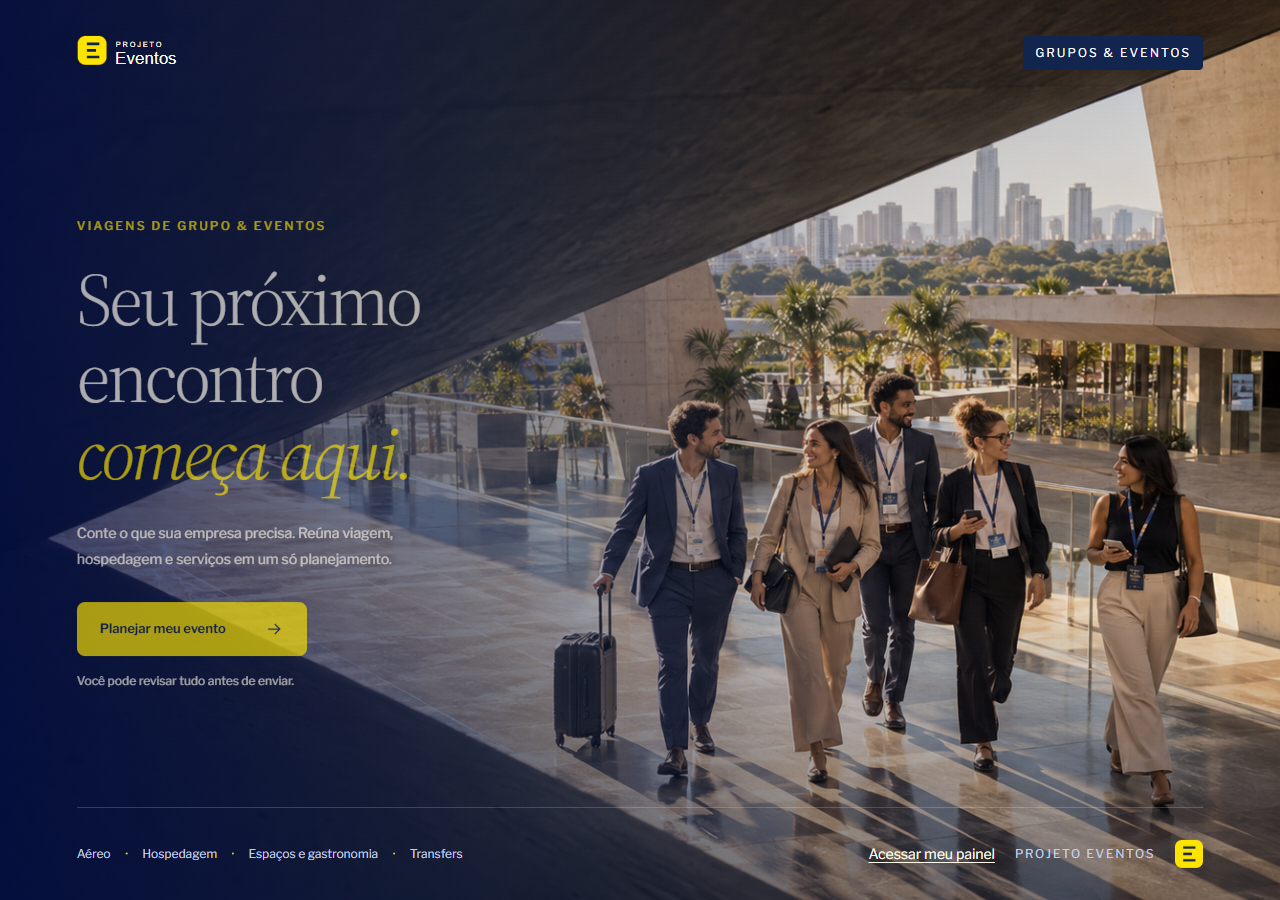 PROJETO
Eventos
GRUPOS & EVENTOS
VIAGENS DE GRUPO & EVENTOS
Seu próximo
encontro
começa aqui.
Conte o que sua empresa precisa. Reúna viagem,
hospedagem e serviços em um só planejamento.
Planejar meu evento →
Você pode revisar tudo antes de enviar.
Aéreo · Hospedagem · Espaços e gastronomia · Transfers
Acessar meu painel PROJETO EVENTOS